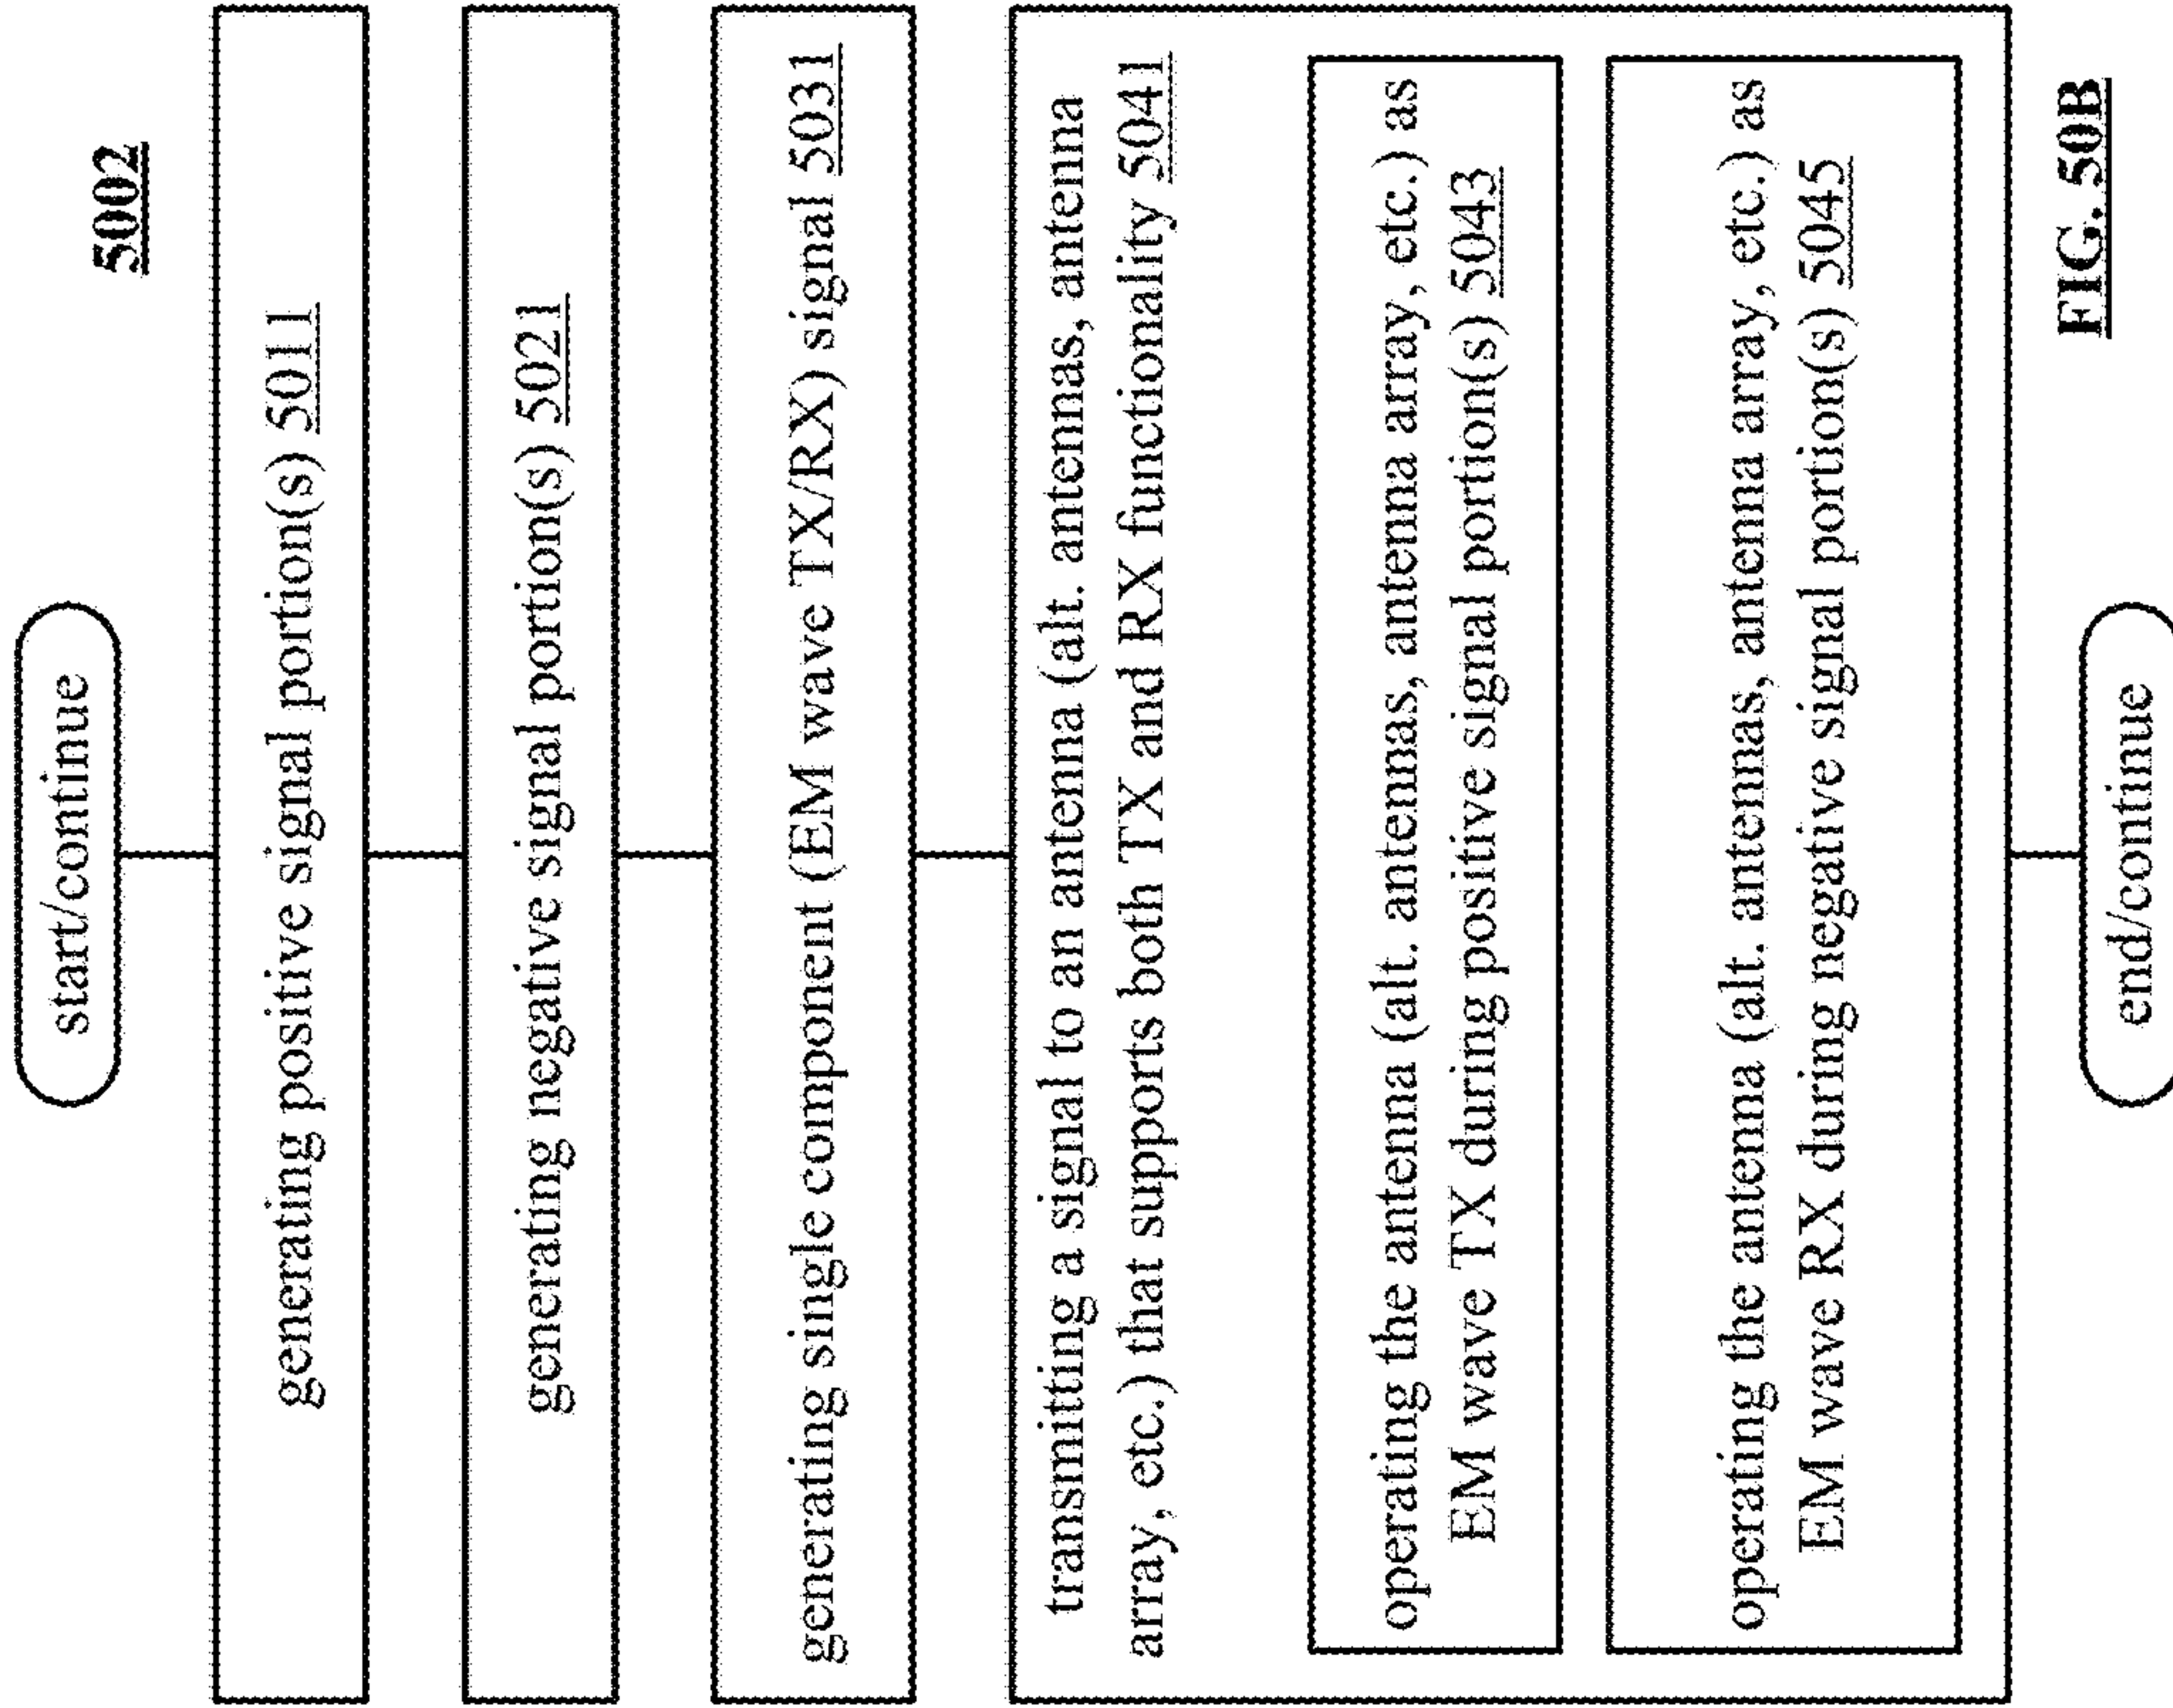 5002
start/continue
generating positive signal portion(s) 5011
generating negative signal portion(s) 5021
generating single component (EM wave TX/RX) signal 5031
transmitting a signal to an antenna (alt. antennas, antenna
array, etc.) that supports both TX and RX functionality 5041
operating the antenna (alt. antennas, antenna array, etc.) as
EM wave TX during positive signal portion(s) 5043
operating the antenna (alt. antennas, antenna array, etc.) as
EM wave RX during negative signal portion(s) 5045
end/continue
FIG. 50B